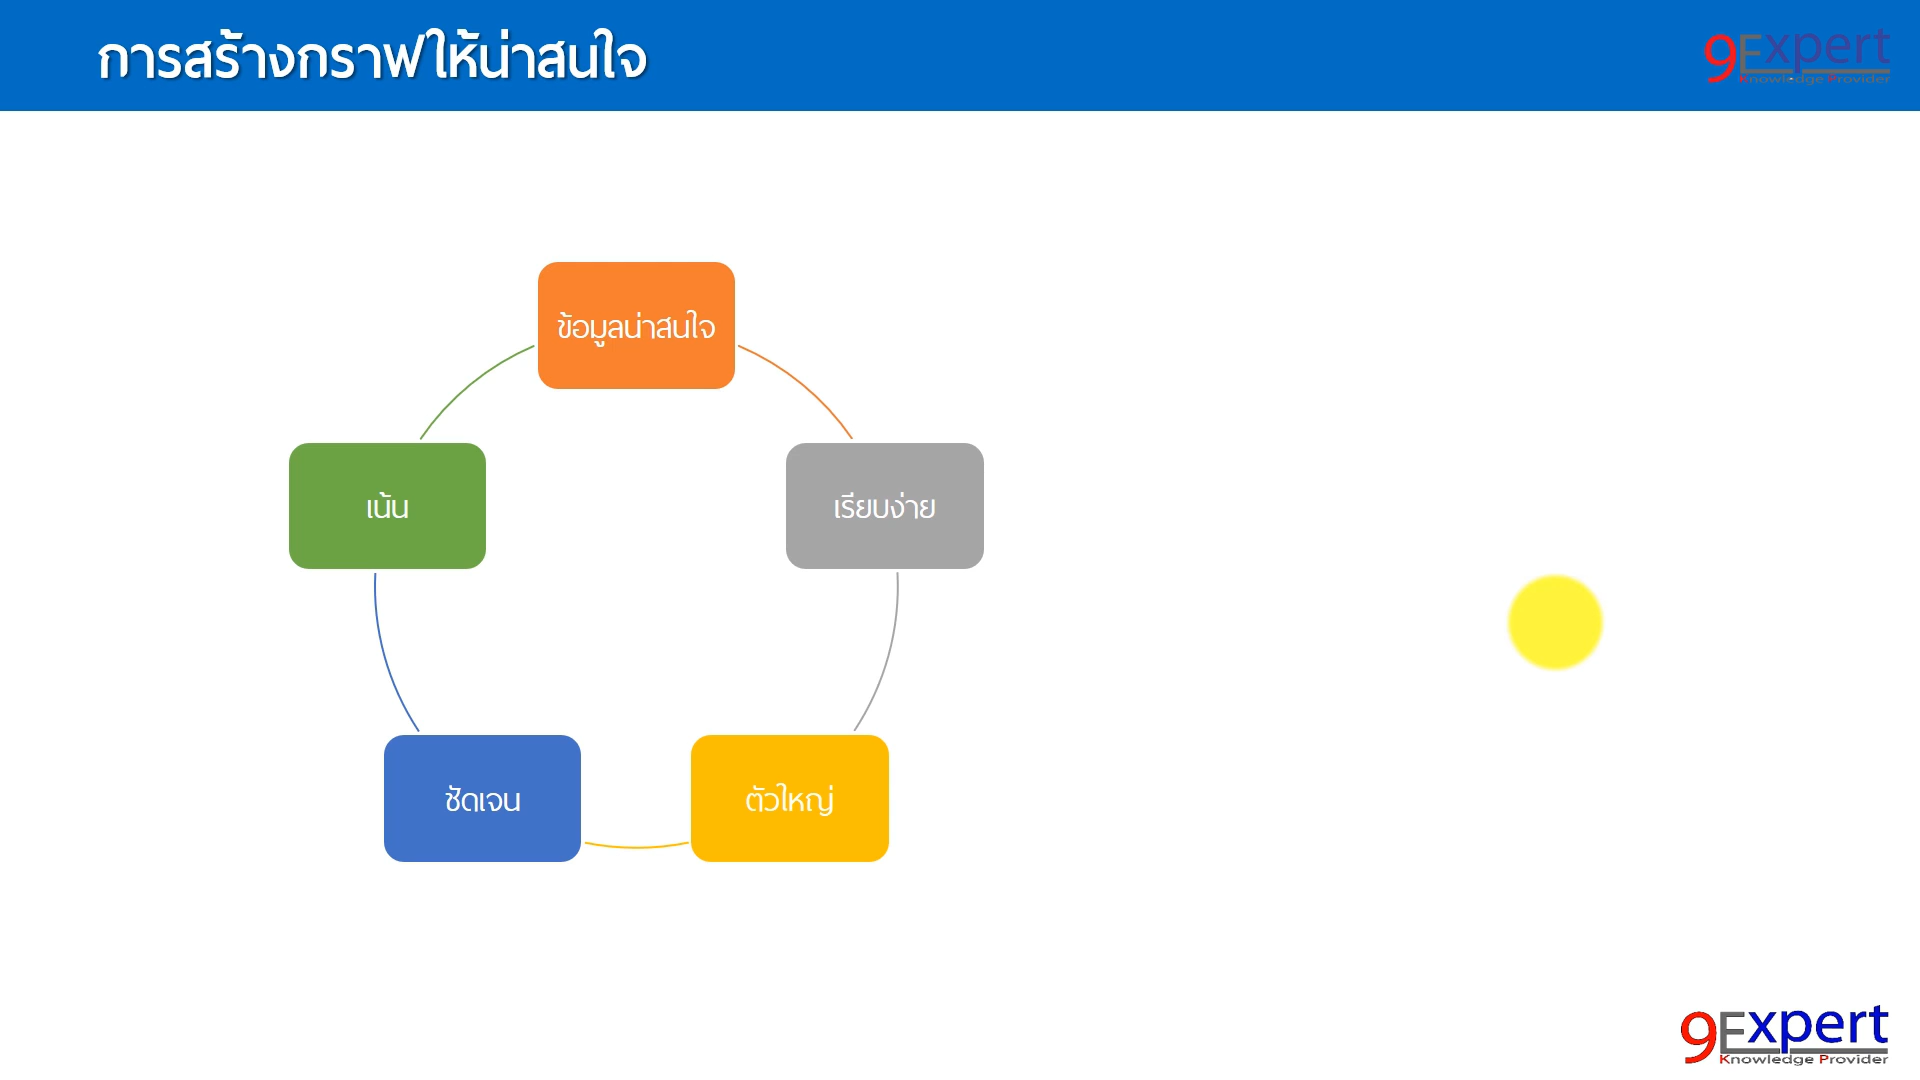 การสร้างกราฟให้น่าสนใจ
9Expert
Knowledge Provider
ข้อมูลน่าสนใจ
เน้น
เรียบง่าย
ชัดเจน
ตัวใหญ่
9Expert
Knowledge Provider